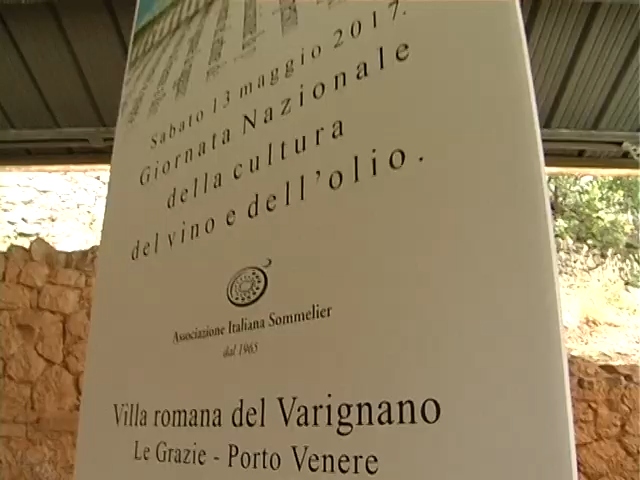 Sabato 13 maggio 2017.
Giornata Nazionale
della cultura
del vino e dell'olio.
Associazione Italiana Sommelier
dal 1965
Villa romana del Varignano
Le Grazie - Porto Venere